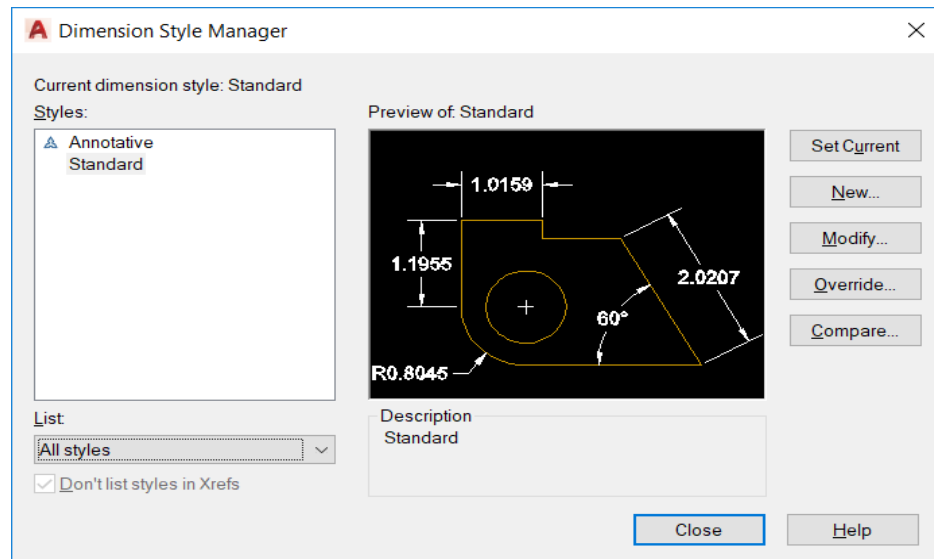 Dimension Style Manager
Current dimension style: Standard
Styles:
Annotative
Standard
Preview of: Standard
1.0159
1.1955
2.0207
60°
R0.8045
Set Current
New...
Modify...
Override...
Compare...
List:
All styles
Don't list styles in Xrefs
Description
Standard
Close
Help